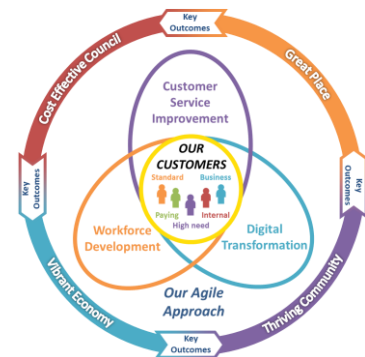 Key
Outcomes
Cost Effective Council
Great Place
Customer
Service
Improvement
OUR
CUSTOMERS
Standard
Business
Paying
Internal
High need
Key
Outcomes
Key
Outcomes
Workforce
Development
Digital
Transformation
Vibrant Economy
Thriving Community
Our Agile
Approach
Key
Outcomes